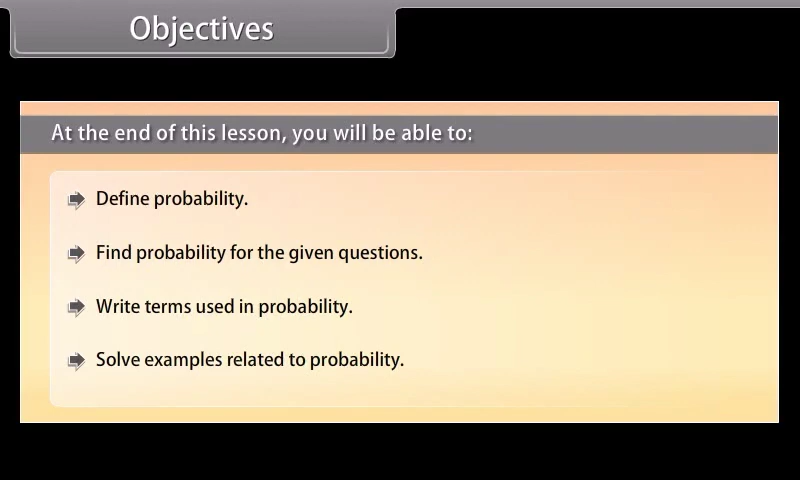 Objectives
At the end of this lesson, you will be able to:
Define probability.
Find probability for the given questions.
Write terms used in probability.
Solve examples related to probability.